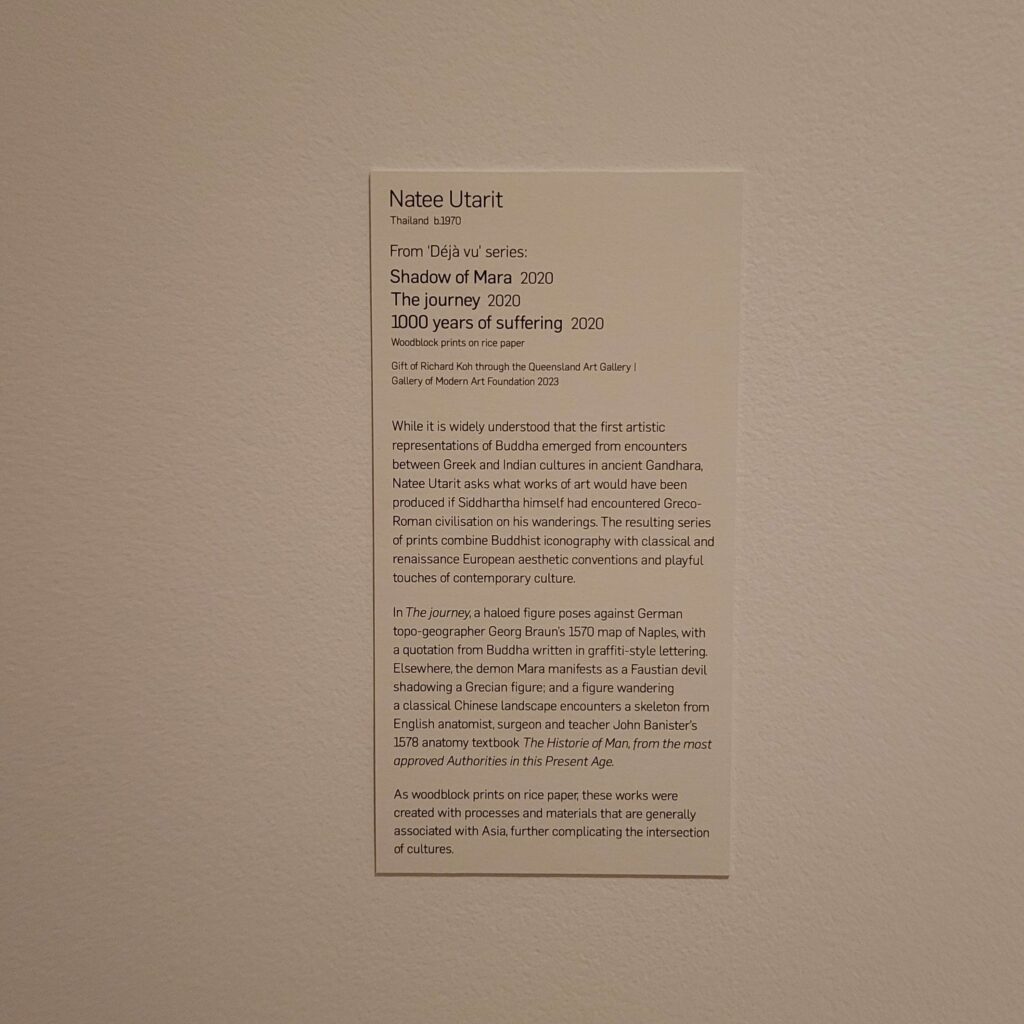 Natee Utarit
Thailand b.1970
From 'Déjà vu' series:
Shadow of Mara 2020
The journey 2020
1000 years of suffering 2020
Woodblock prints on rice paper
Gift of Richard Koh through the Queensland Art Gallery |
Gallery of Modern Art Foundation 2023
While it is widely understood that the first artistic
representations of Buddha emerged from encounters
between Greek and Indian cultures in ancient Gandhara,
Natee Utarit asks what works of art would have been
produced if Siddhartha himself had encountered Greco-
Roman civilisation on his wanderings. The resulting series
of prints combine Buddhist iconography with classical and
renaissance European aesthetic conventions and playful
touches of contemporary culture.
In The journey, a haloed figure poses against German
topo-geographer Georg Braun's 1570 map of Naples, with
a quotation from Buddha written in graffiti-style lettering.
Elsewhere, the demon Mara manifests as a Faustian devil
shadowing a Grecian figure; and a figure wandering
a classical Chinese landscape encounters a skeleton from
English anatomist, surgeon and teacher John Banister's
1578 anatomy textbook The Historie of Man, from the most
approved Authorities in this Present Age.
As woodblock prints on rice paper, these works were
created with processes and materials that are generally
associated with Asia, further complicating the intersection
of cultures.